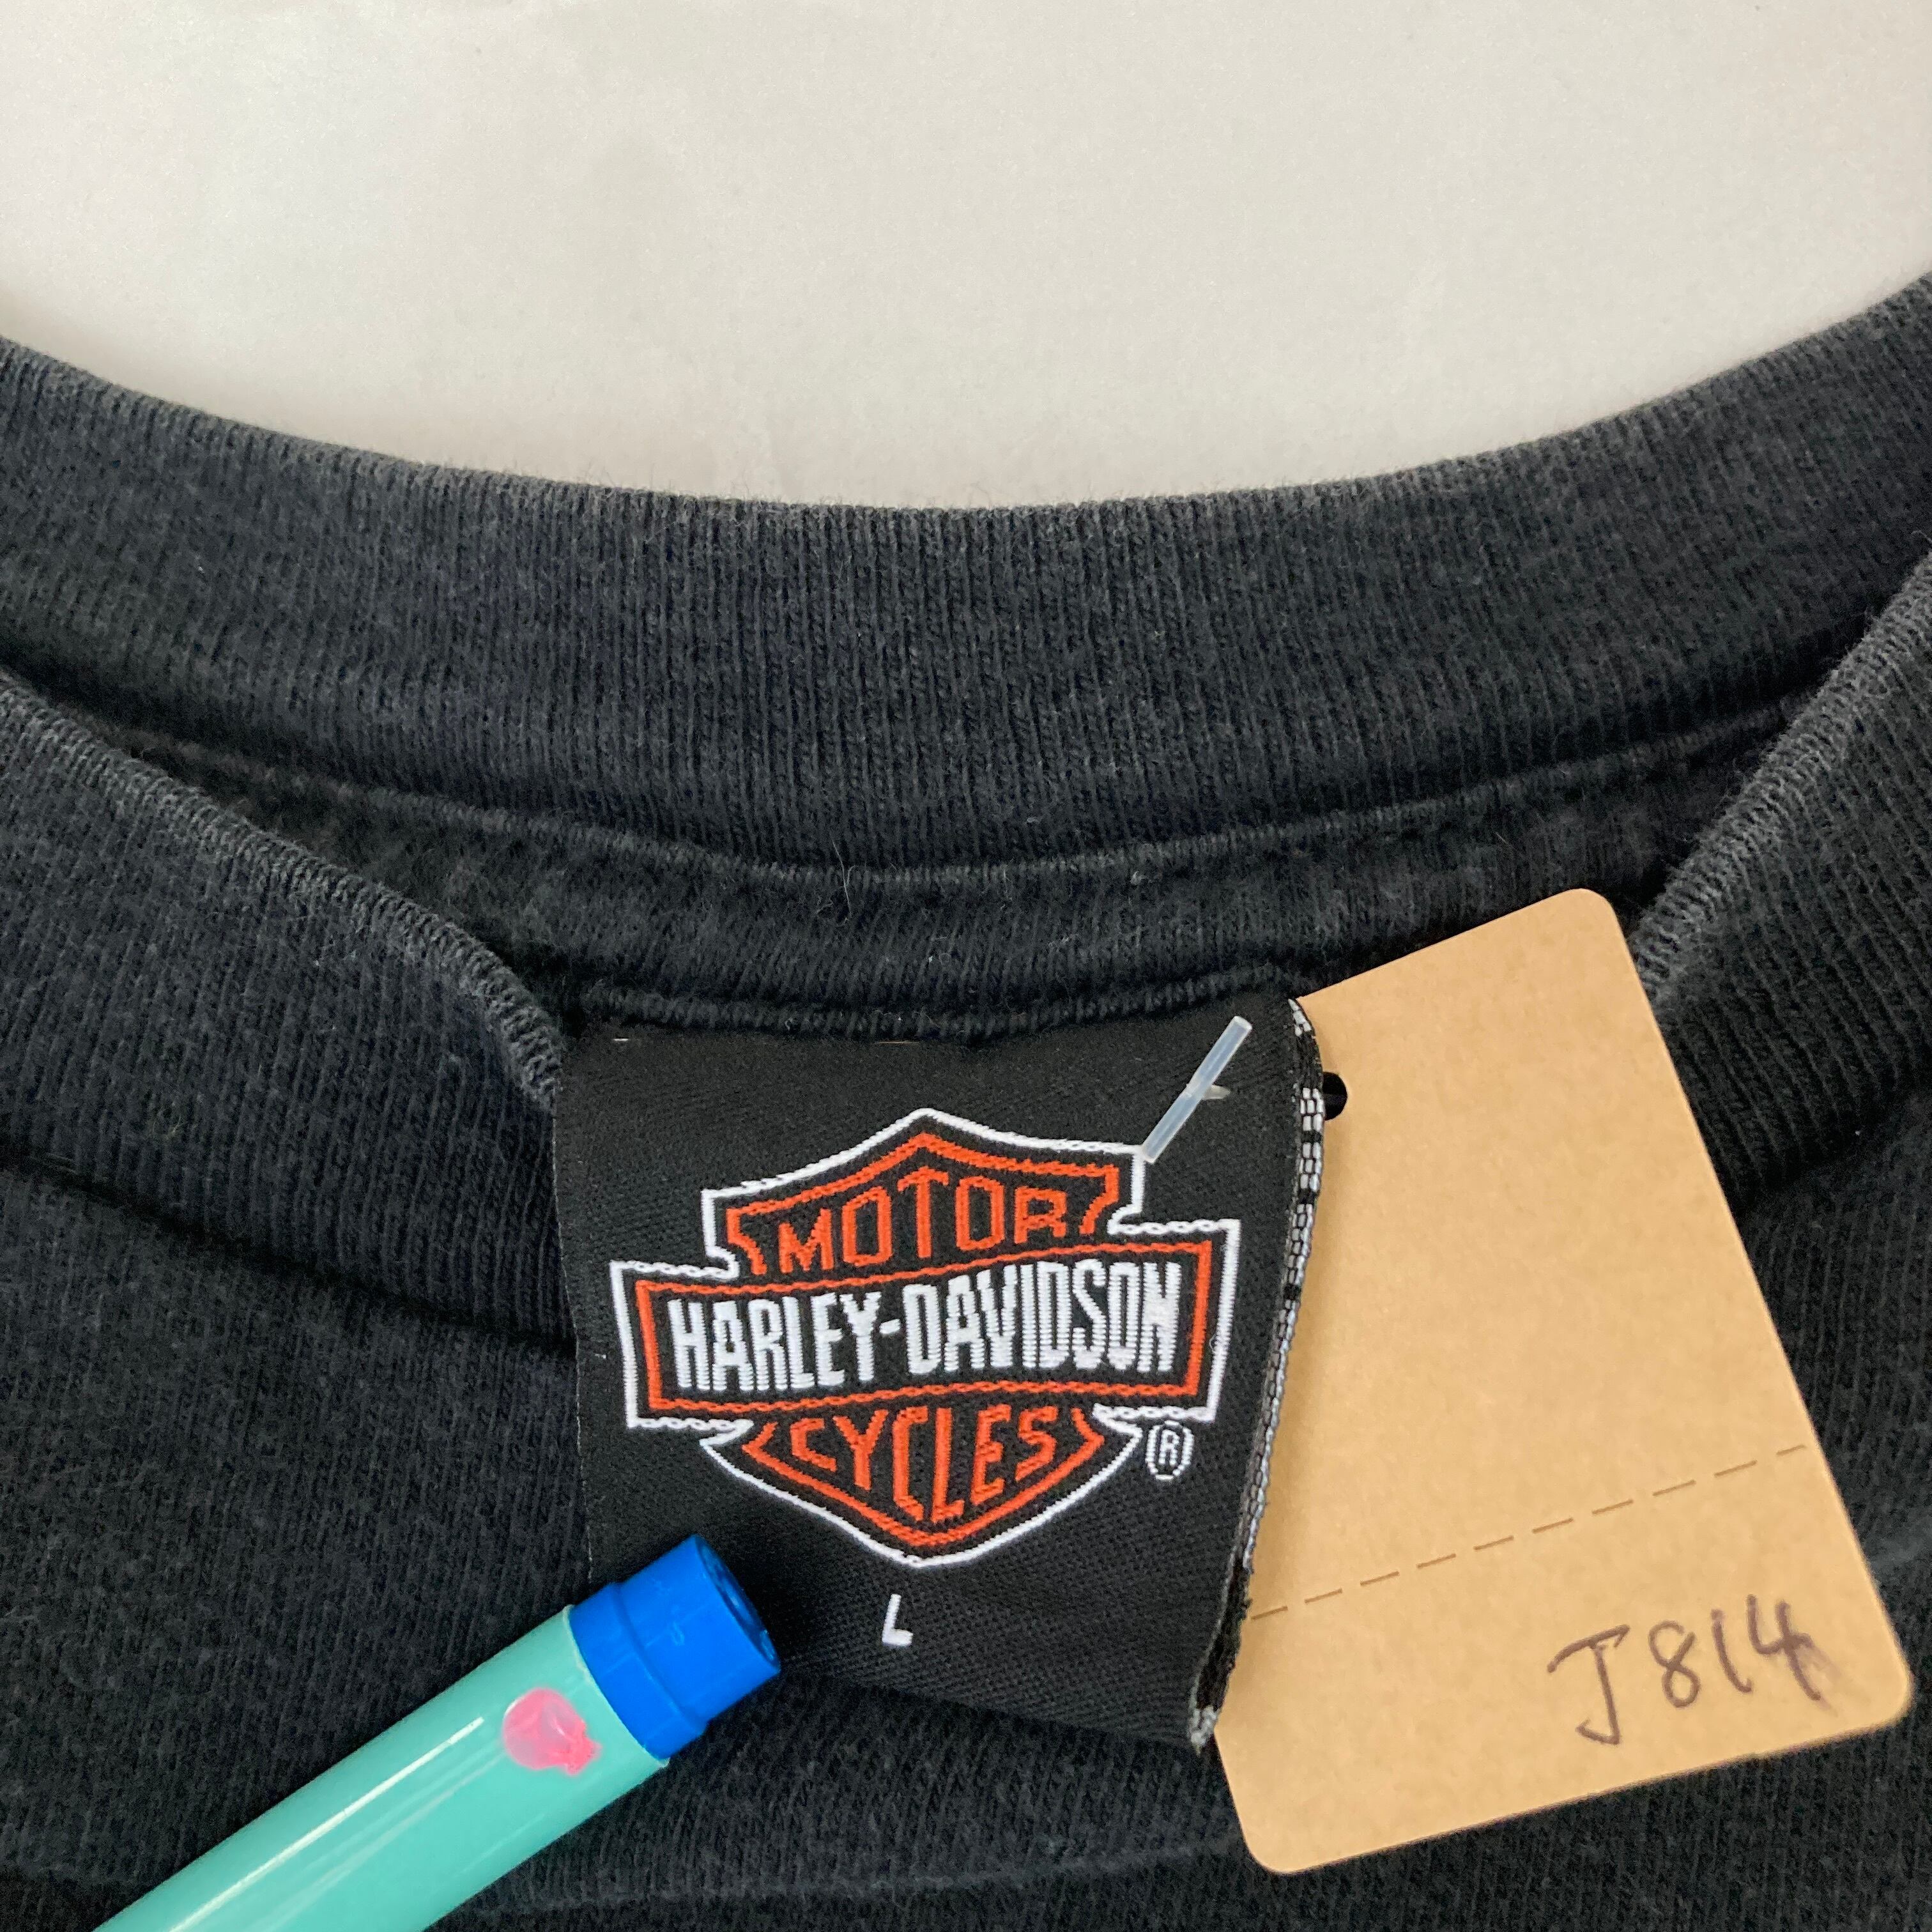 MOTOR
HARLEY-DAVIDSON
CYCLES
®
L
J814